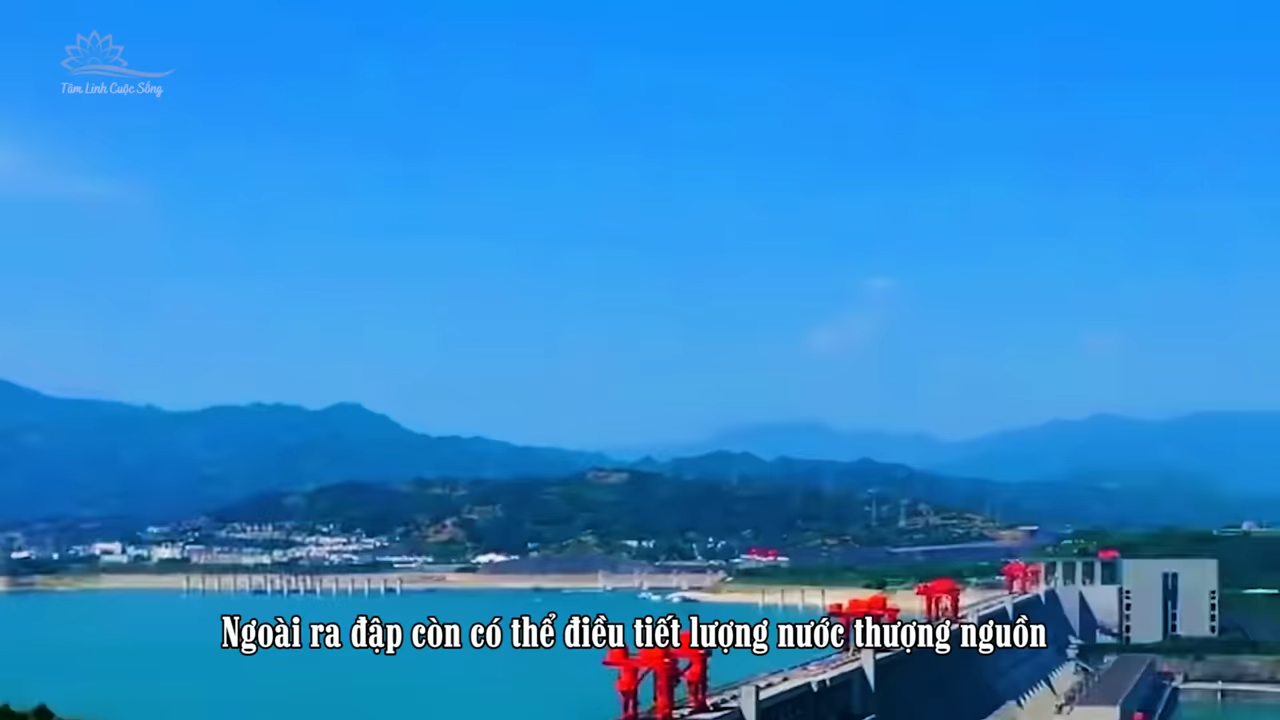 Tâm Linh Cuộc Sống
Ngoài ra đập còn có thể điều tiết lượng nước thượng nguồn